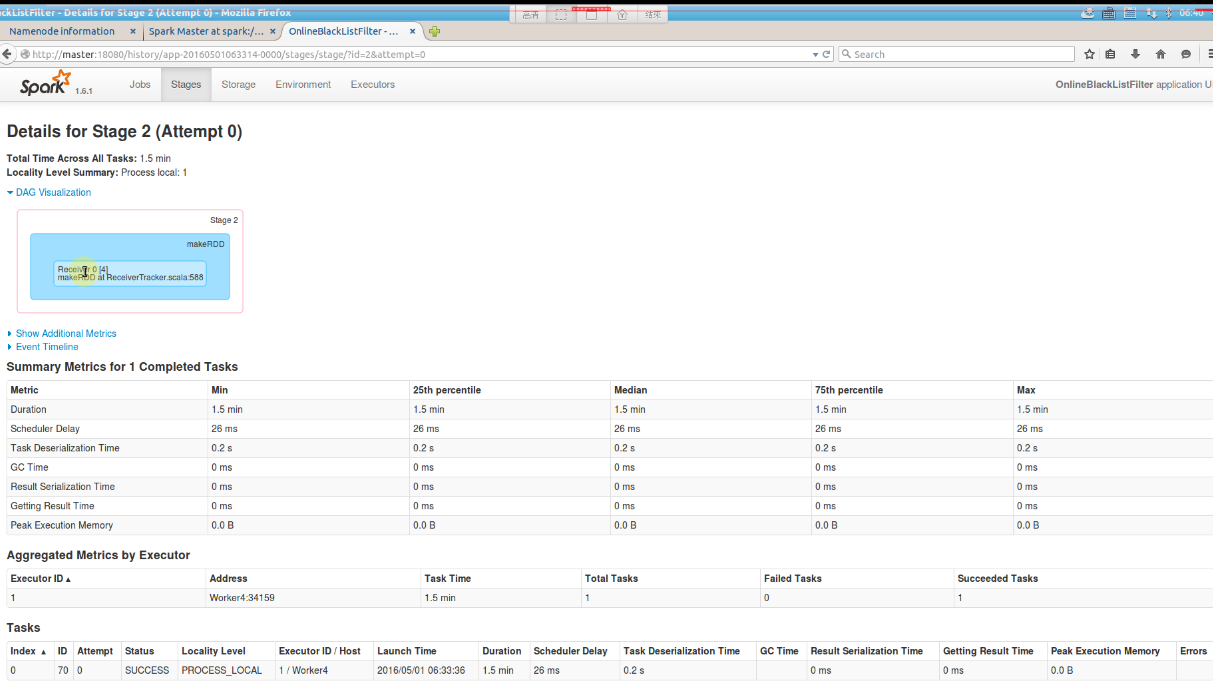 ckListFilter - Details for Stage 2 (Attempt 0) - Mozilla Firefox
高清 结束 06:40
Namenode information × Spark Master at spark:/... × OnlineBlackListFilter - ... ×
http://master:18080/history/app-20160501063314-0000/stages/stage/?id=2&attempt=0 Search
Spark 1.6.1 Jobs Stages Storage Environment Executors OnlineBlackListFilter application U
Details for Stage 2 (Attempt 0)
Total Time Across All Tasks: 1.5 min
Locality Level Summary: Process local: 1
DAG Visualization
Stage 2
makeRDD
Receiver 0 [4]
makeRDD at ReceiverTracker.scala:588
Show Additional Metrics
Event Timeline
Summary Metrics for 1 Completed Tasks
Metric Min 25th percentile Median 75th percentile Max
Duration 1.5 min 1.5 min 1.5 min 1.5 min 1.5 min
Scheduler Delay 26 ms 26 ms 26 ms 26 ms 26 ms
Task Deserialization Time 0.2 s 0.2 s 0.2 s 0.2 s 0.2 s
GC Time 0 ms 0 ms 0 ms 0 ms 0 ms
Result Serialization Time 0 ms 0 ms 0 ms 0 ms 0 ms
Getting Result Time 0 ms 0 ms 0 ms 0 ms 0 ms
Peak Execution Memory 0.0 B 0.0 B 0.0 B 0.0 B 0.0 B
Aggregated Metrics by Executor
Executor ID Address Task Time Total Tasks Failed Tasks Succeeded Tasks
1 Worker4:34159 1.5 min 1 0 1
Tasks
Index ID Attempt Status Locality Level Executor ID / Host Launch Time Duration Scheduler Delay Task Deserialization Time GC Time Result Serialization Time Getting Result Time Peak Execution Memory Errors
0 70 0 SUCCESS PROCESS_LOCAL 1 / Worker4 2016/05/01 06:33:36 1.5 min 26 ms 0.2 s 0 ms 0 ms 0.0 B